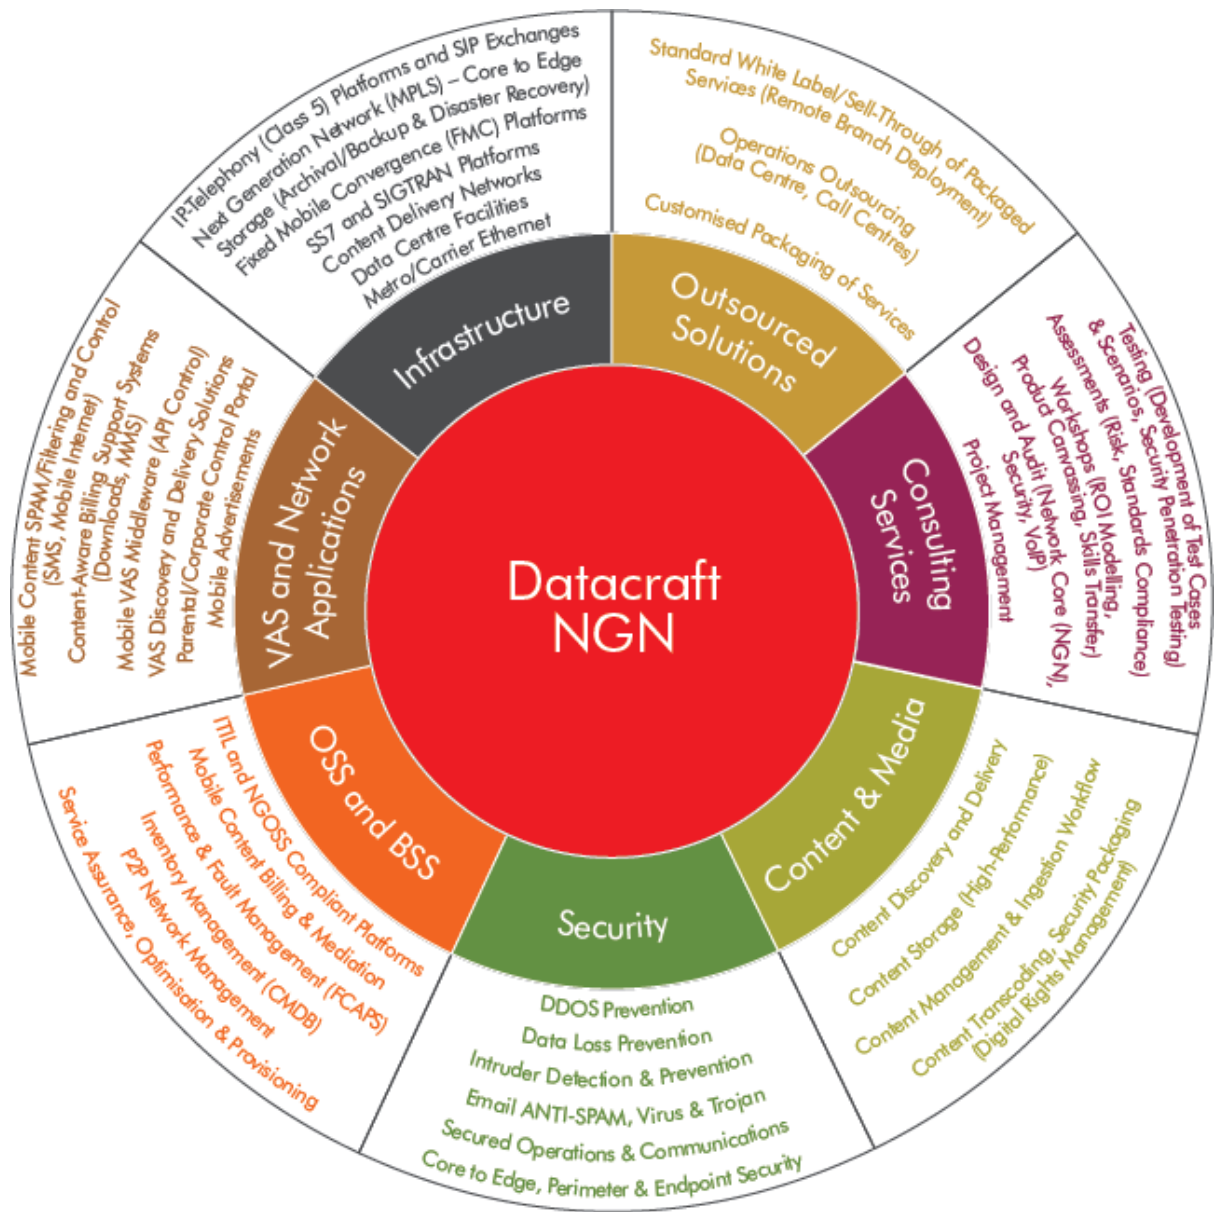 Datacraft
NGN
Infrastructure
IP-Telephony (Class 5) Platforms and SIP Exchanges
Next Generation Network (MPLS) – Core to Edge
Storage (Archival/Backup & Disaster Recovery)
Fixed Mobile Convergence (FMC) Platforms
SS7 and SIGTRAN Platforms
Content Delivery Networks
Data Centre Facilities
Metro/Carrier Ethernet
Outsourced
Solutions
Standard White Label/Sell-Through of Packaged
Services (Remote Branch Deployment)
Operations Outsourcing
(Data Centre, Call Centres)
Customised Packaging of Services
Consulting
Services
Testing (Development of Test Cases
& Scenarios, Security Penetration Testing)
Assessments (Risk, Standards Compliance)
Workshops (ROI Modelling,
Product Canvassing, Skills Transfer)
Design and Audit (Network Core (NGN),
Security, VoIP)
Project Management
Content & Media
Content Discovery and Delivery
Content Storage (High-Performance)
Content Management & Ingestion Workflow
Content Transcoding, Security Packaging
(Digital Rights Management)
Security
DDOS Prevention
Data Loss Prevention
Intruder Detection & Prevention
Email ANTI-SPAM, Virus & Trojan
Secured Operations & Communications
Core to Edge, Perimeter & Endpoint Security
OSS and BSS
ITIL and NGOSS Compliant Platforms
Mobile Content Billing & Mediation
Performance & Fault Management (FCAPS)
Inventory Management (CMDB)
P2P Network Management
Service Assurance, Optimisation & Provisioning
VAS and Network
Applications
Mobile Content SPAM/Filtering and Control
(SMS, Mobile Internet)
Content-Aware Billing Support Systems
(Downloads, MMS)
Mobile VAS Middleware (API Control)
VAS Discovery and Delivery Solutions
Parental/Corporate Control Portal
Mobile Advertisements